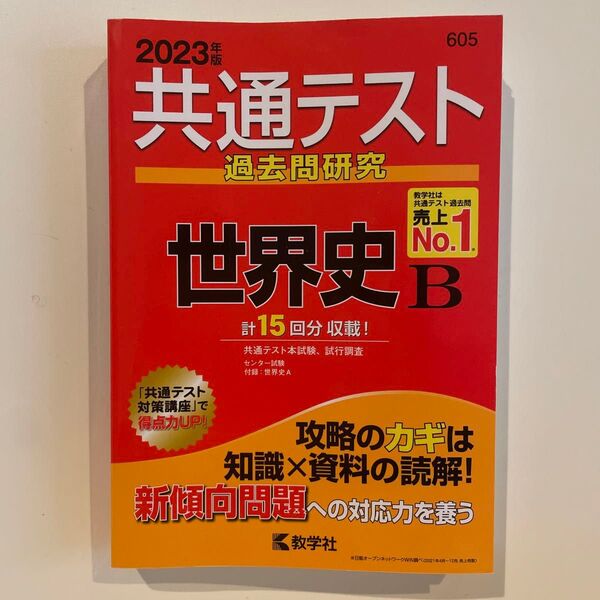 2023年版
605
共通テスト
過去問研究
教学社は
共通テスト過去問
売上
No.1※
世界史B
計15回分収載!
共通テスト本試験、試行調査
センター試験
付録:世界史A
「共通テスト
対策講座」で
得点力UP!
攻略のカギは
知識×資料の読解!
新傾向問題への対応力を養う
教学社